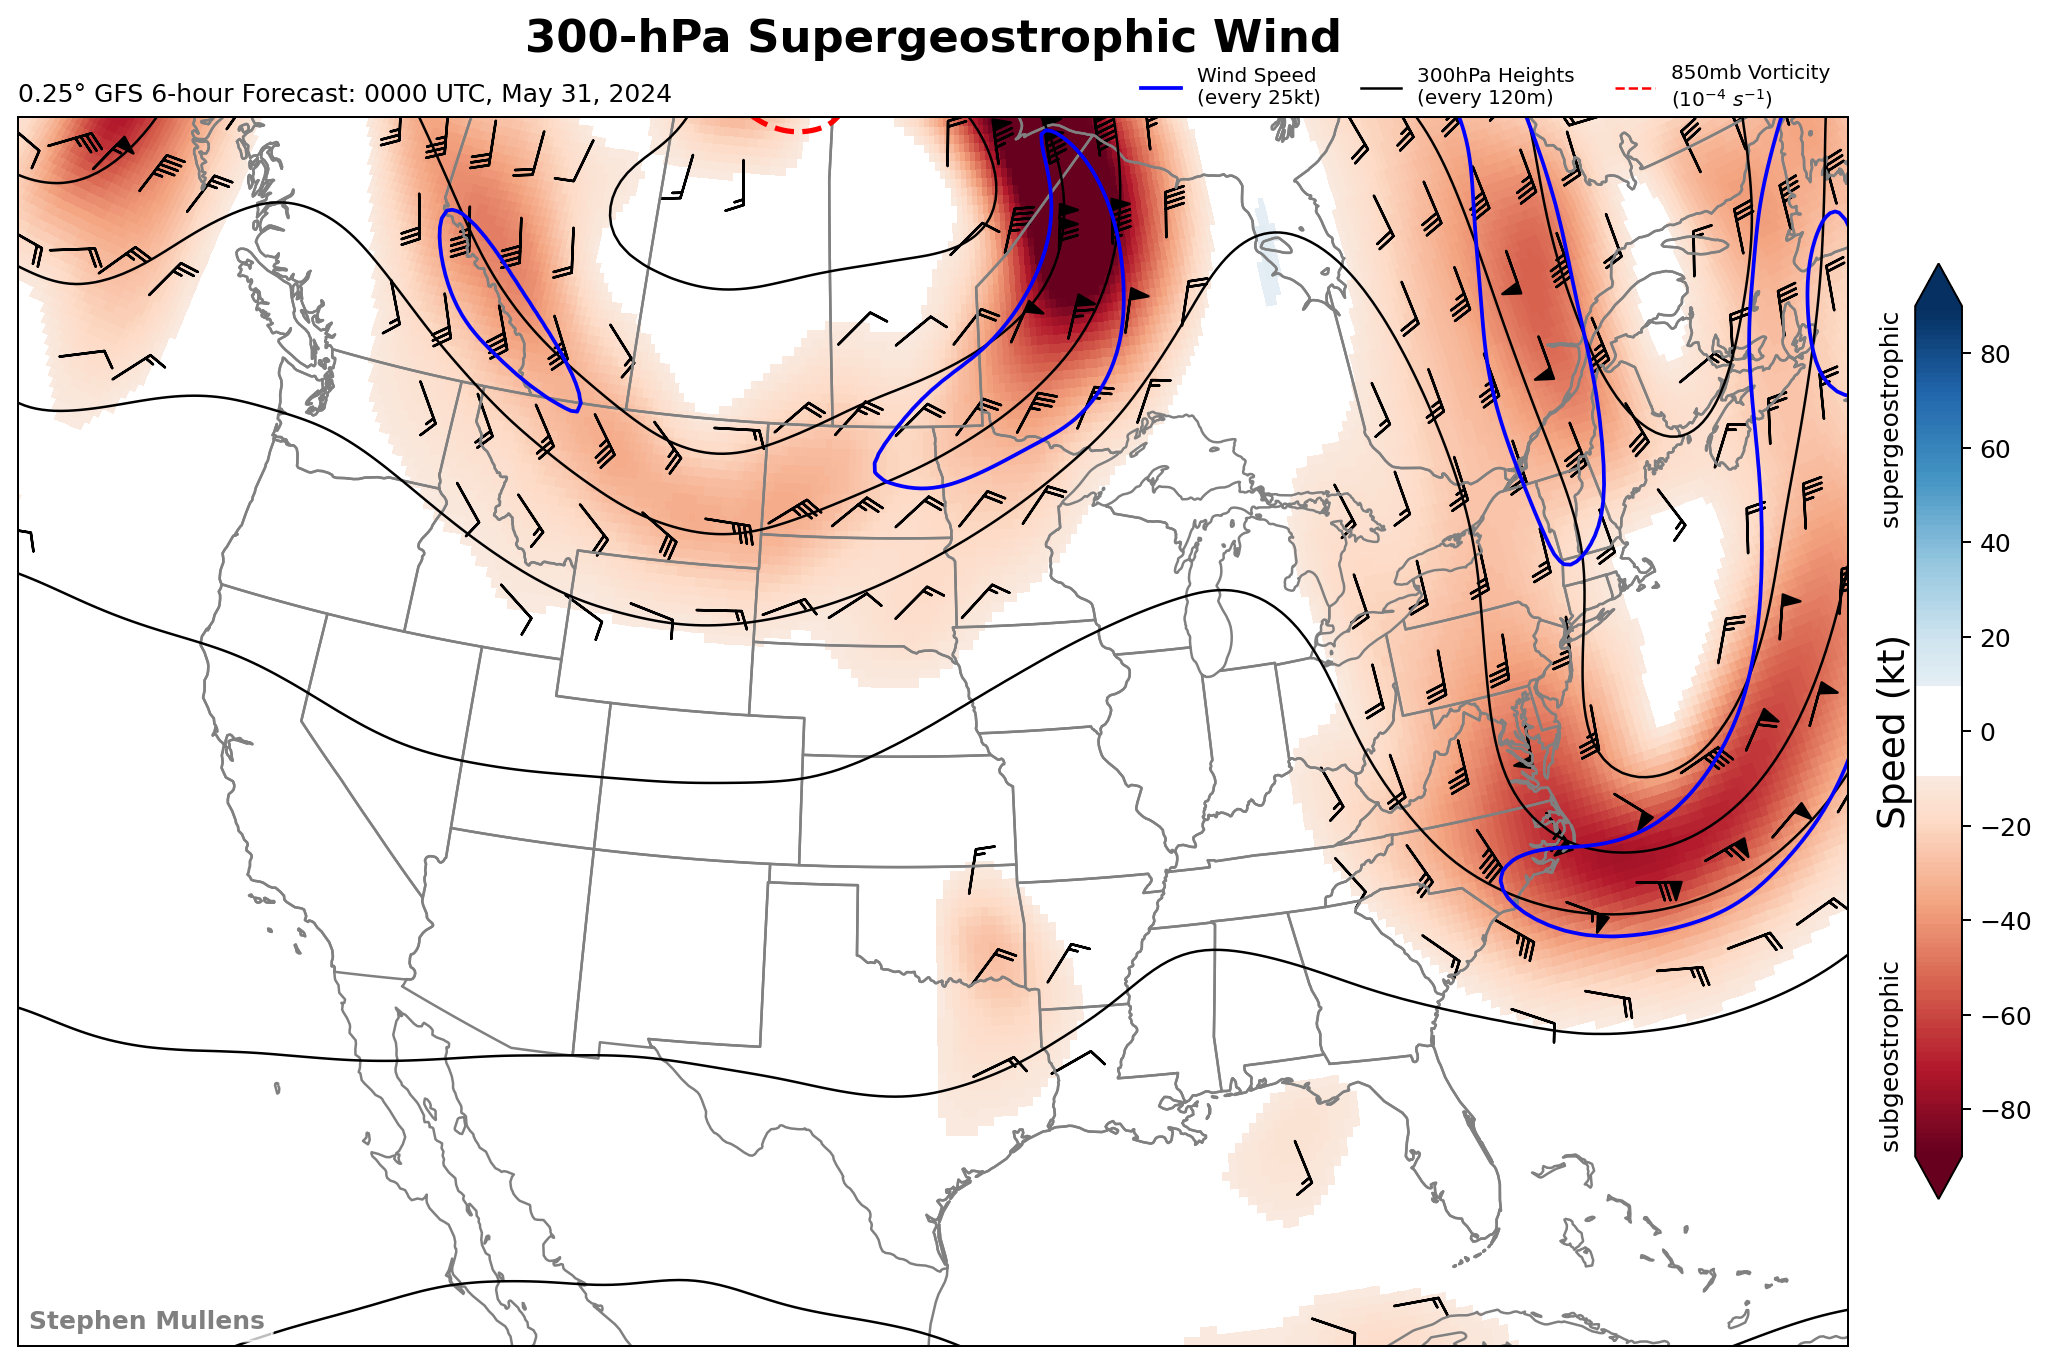 300-hPa Supergeostrophic Wind
0.25° GFS 6-hour Forecast: 0000 UTC, May 31, 2024
Wind Speed
(every 25kt)
300hPa Heights
(every 120m)
850mb Vorticity
(10⁻⁴ s⁻¹)
supergeostrophic
Speed (kt)
subgeostrophic
80
60
40
20
0
−20
−40
−60
−80
Stephen Mullens